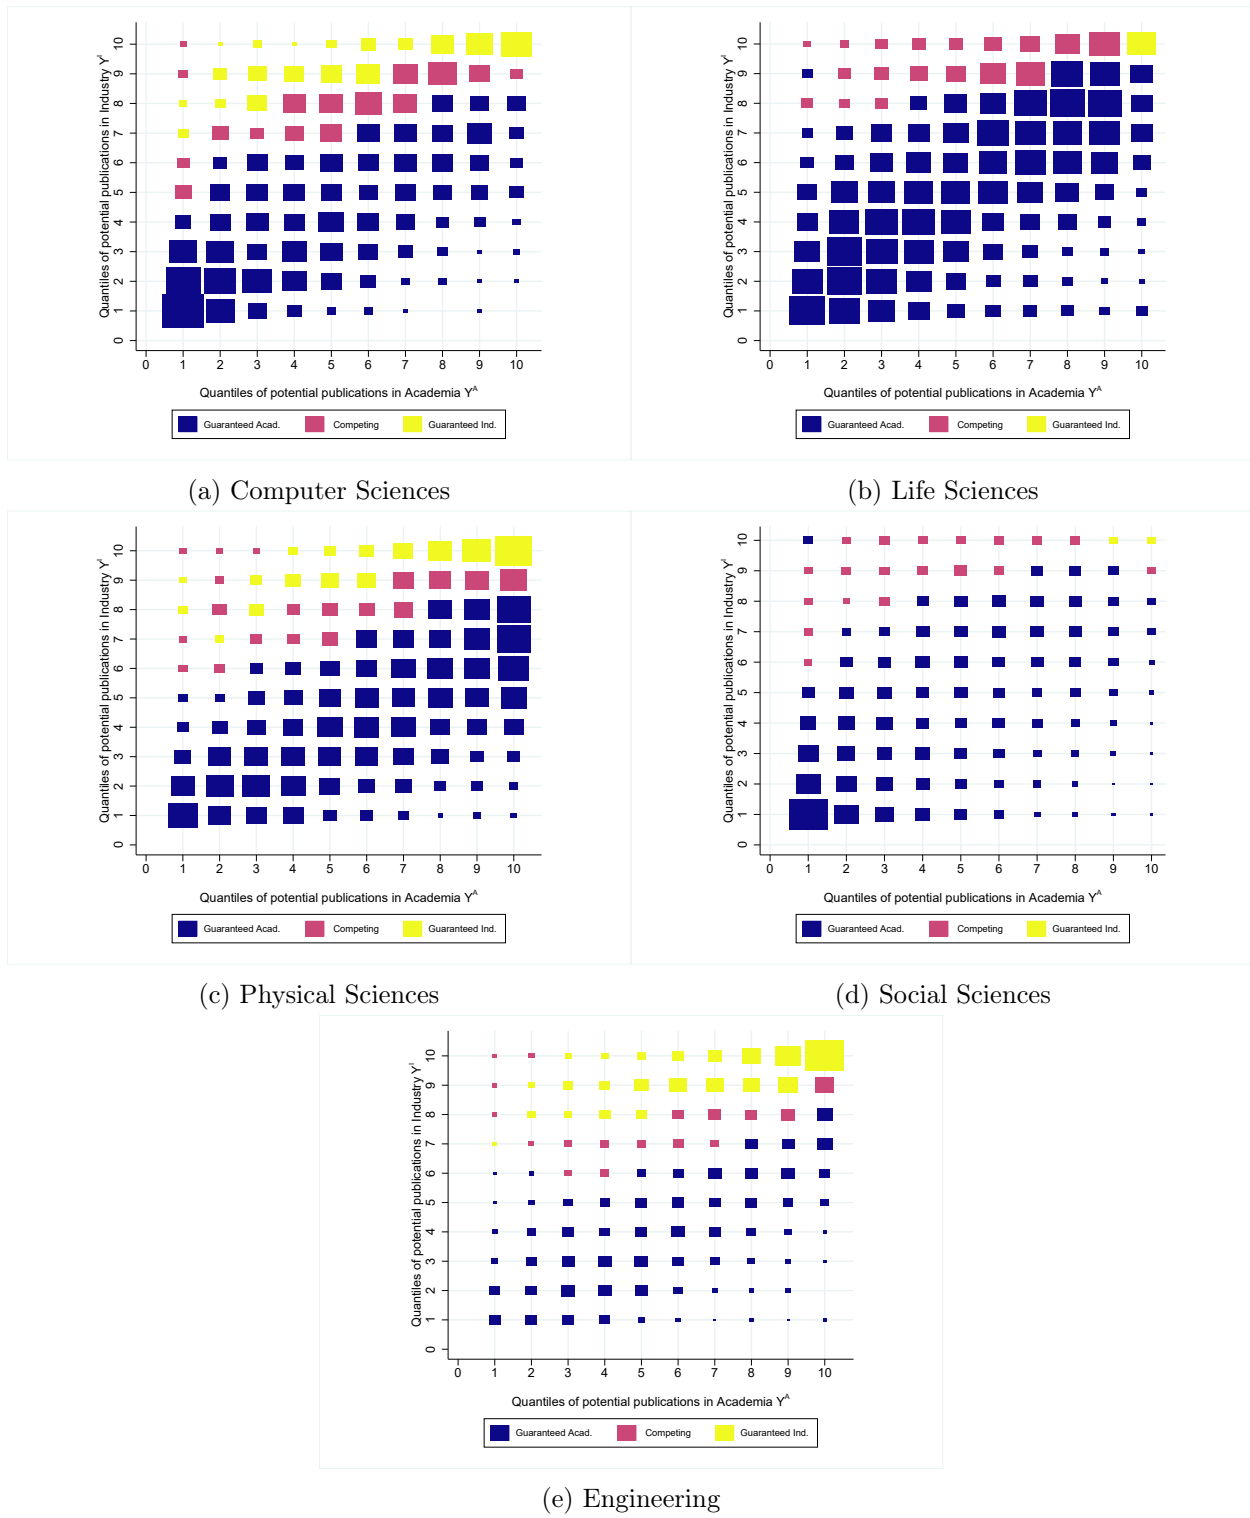 Quantiles of potential publications in Industry Y^I
10
9
8
7
6
5
4
3
2
1
0
0 1 2 3 4 5 6 7 8 9 10
Quantiles of potential publications in Academia Y^A
Guaranteed Acad. Competing Guaranteed Ind.
(a) Computer Sciences
Quantiles of potential publications in Industry Y^I
10
9
8
7
6
5
4
3
2
1
0
0 1 2 3 4 5 6 7 8 9 10
Quantiles of potential publications in Academia Y^A
Guaranteed Acad. Competing Guaranteed Ind.
(b) Life Sciences
Quantiles of potential publications in Industry Y^I
10
9
8
7
6
5
4
3
2
1
0
0 1 2 3 4 5 6 7 8 9 10
Quantiles of potential publications in Academia Y^A
Guaranteed Acad. Competing Guaranteed Ind.
(c) Physical Sciences
Quantiles of potential publications in Industry Y^I
10
9
8
7
6
5
4
3
2
1
0
0 1 2 3 4 5 6 7 8 9 10
Quantiles of potential publications in Academia Y^A
Guaranteed Acad. Competing Guaranteed Ind.
(d) Social Sciences
Quantiles of potential publications in Industry Y^I
10
9
8
7
6
5
4
3
2
1
0
0 1 2 3 4 5 6 7 8 9 10
Quantiles of potential publications in Academia Y^A
Guaranteed Acad. Competing Guaranteed Ind.
(e) Engineering